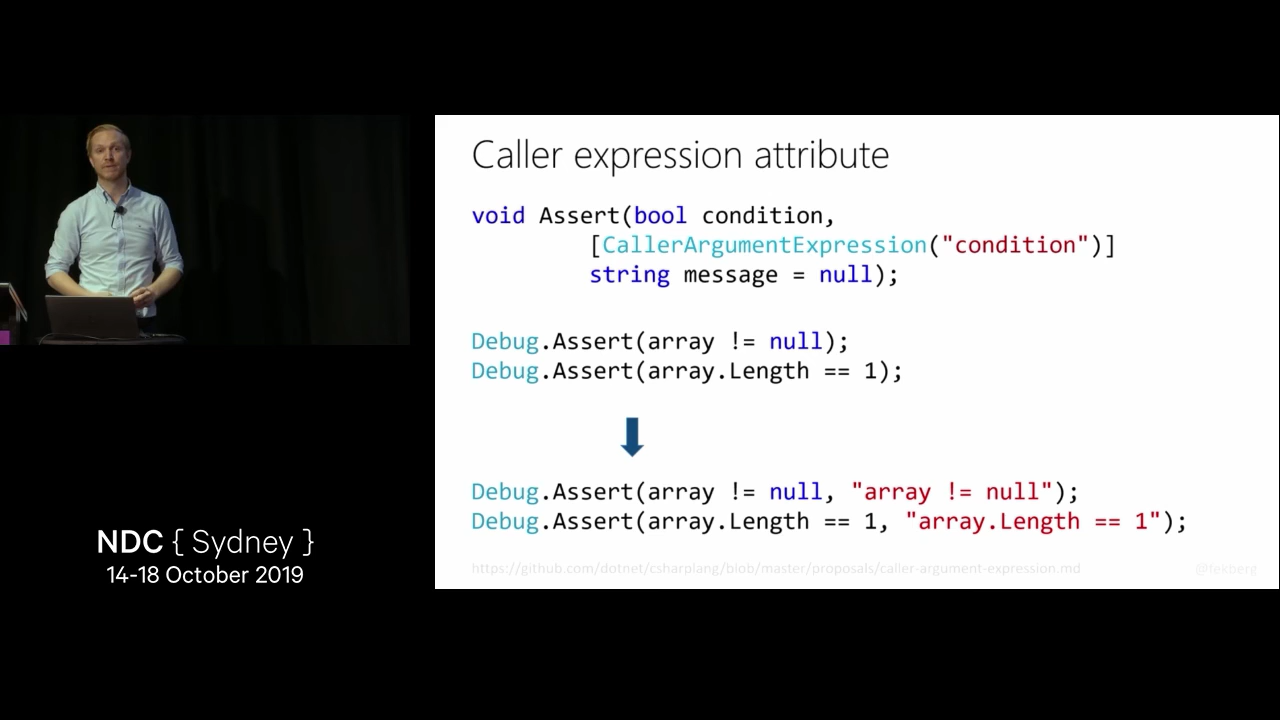 Caller expression attribute
void Assert(bool condition,
[CallerArgumentExpression("condition")]
string message = null);
Debug.Assert(array != null);
Debug.Assert(array.Length == 1);
Debug.Assert(array != null, "array != null");
Debug.Assert(array.Length == 1, "array.Length == 1");
https://github.com/dotnet/csharplang/blob/master/proposals/caller-argument-expression.md
@fekberg
NDC { Sydney }
14-18 October 2019